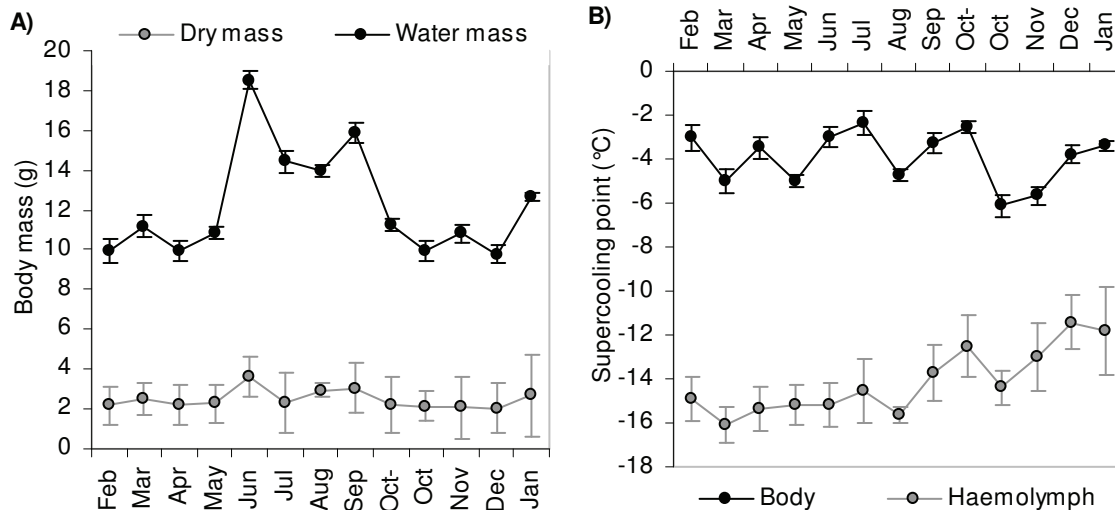 A)
Dry mass Water mass
Body mass (g)
20
18
16
14
12
10
8
6
4
2
0
Feb Mar Apr May Jun Jul Aug Sep Oct- Oct Nov Dec Jan
B)
Feb Mar Apr May Jun Jul Aug Sep Oct- Oct Nov Dec Jan
Supercooling point (°C)
0
-2
-4
-6
-8
-10
-12
-14
-16
-18
Body Haemolymph